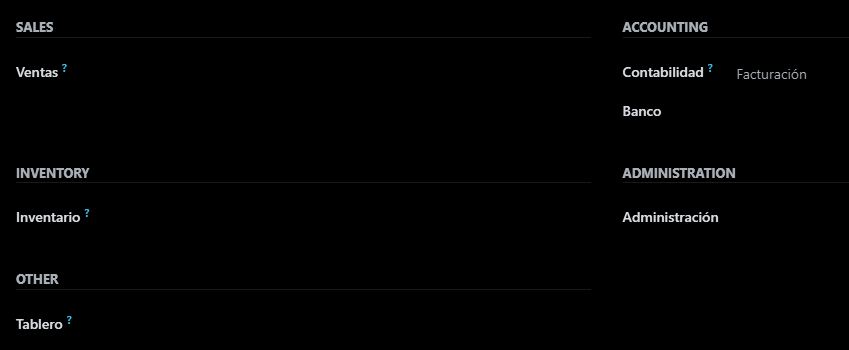 SALES
Ventas ?
ACCOUNTING
Contabilidad ? Facturación
Banco
INVENTORY
Inventario ?
ADMINISTRATION
Administración
OTHER
Tablero ?